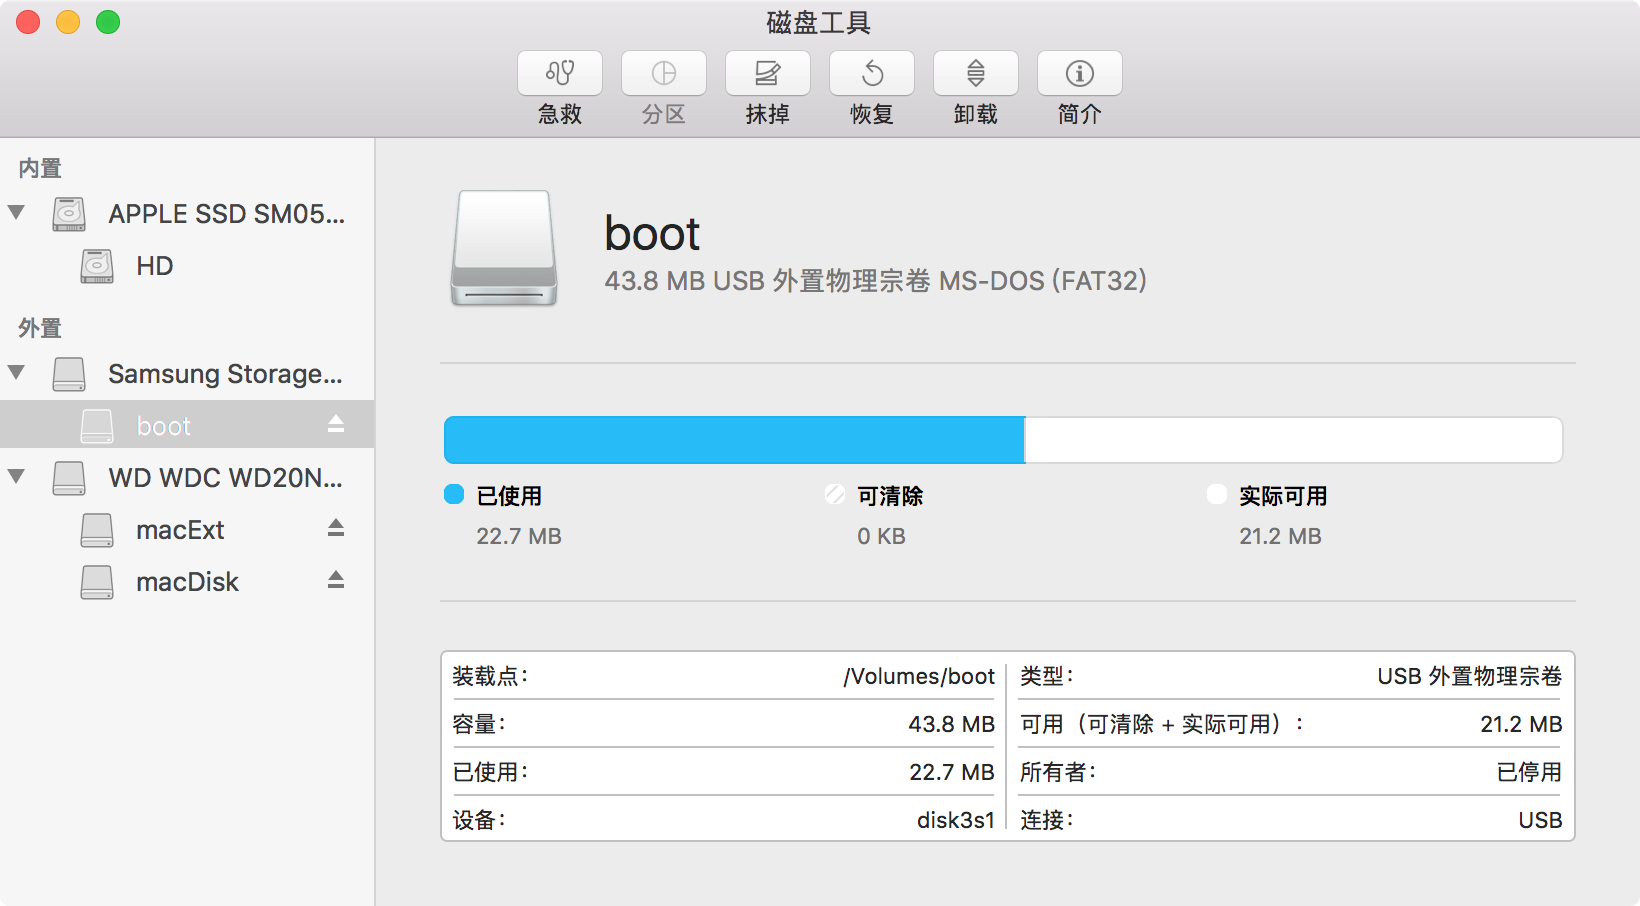 磁盘工具
急救
分区
抹掉
恢复
卸载
简介
内置
APPLE SSD SM05...
HD
外置
Samsung Storage...
boot
WD WDC WD20N...
macExt
macDisk
boot
43.8 MB USB 外置物理宗卷 MS-DOS (FAT32)
已使用
22.7 MB
可清除
0 KB
实际可用
21.2 MB
装载点： /Volumes/boot
类型： USB 外置物理宗卷
容量： 43.8 MB
可用（可清除 + 实际可用）： 21.2 MB
已使用： 22.7 MB
所有者： 已停用
设备： disk3s1
连接： USB